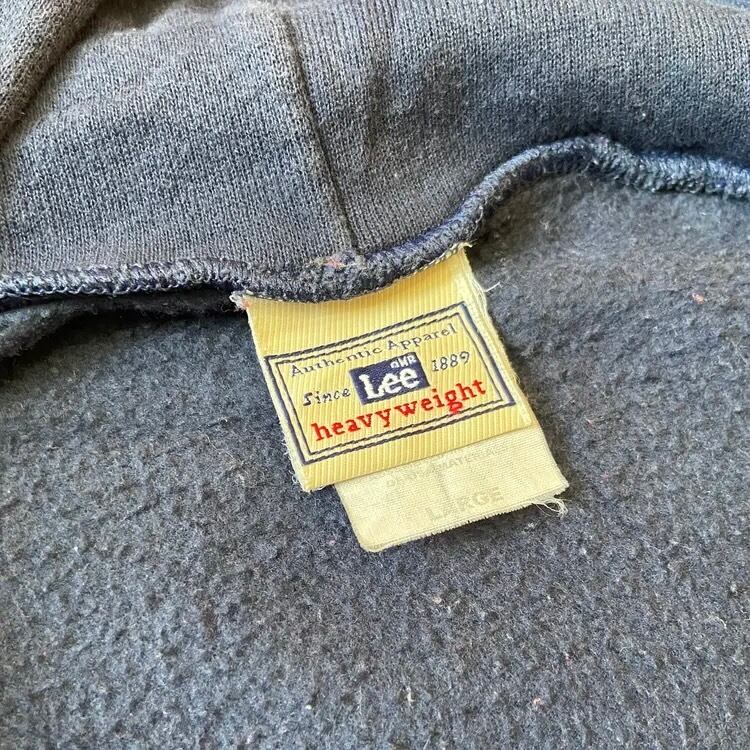 Authentic Apparel
Since Lee 1889
heavyweight
LARGE